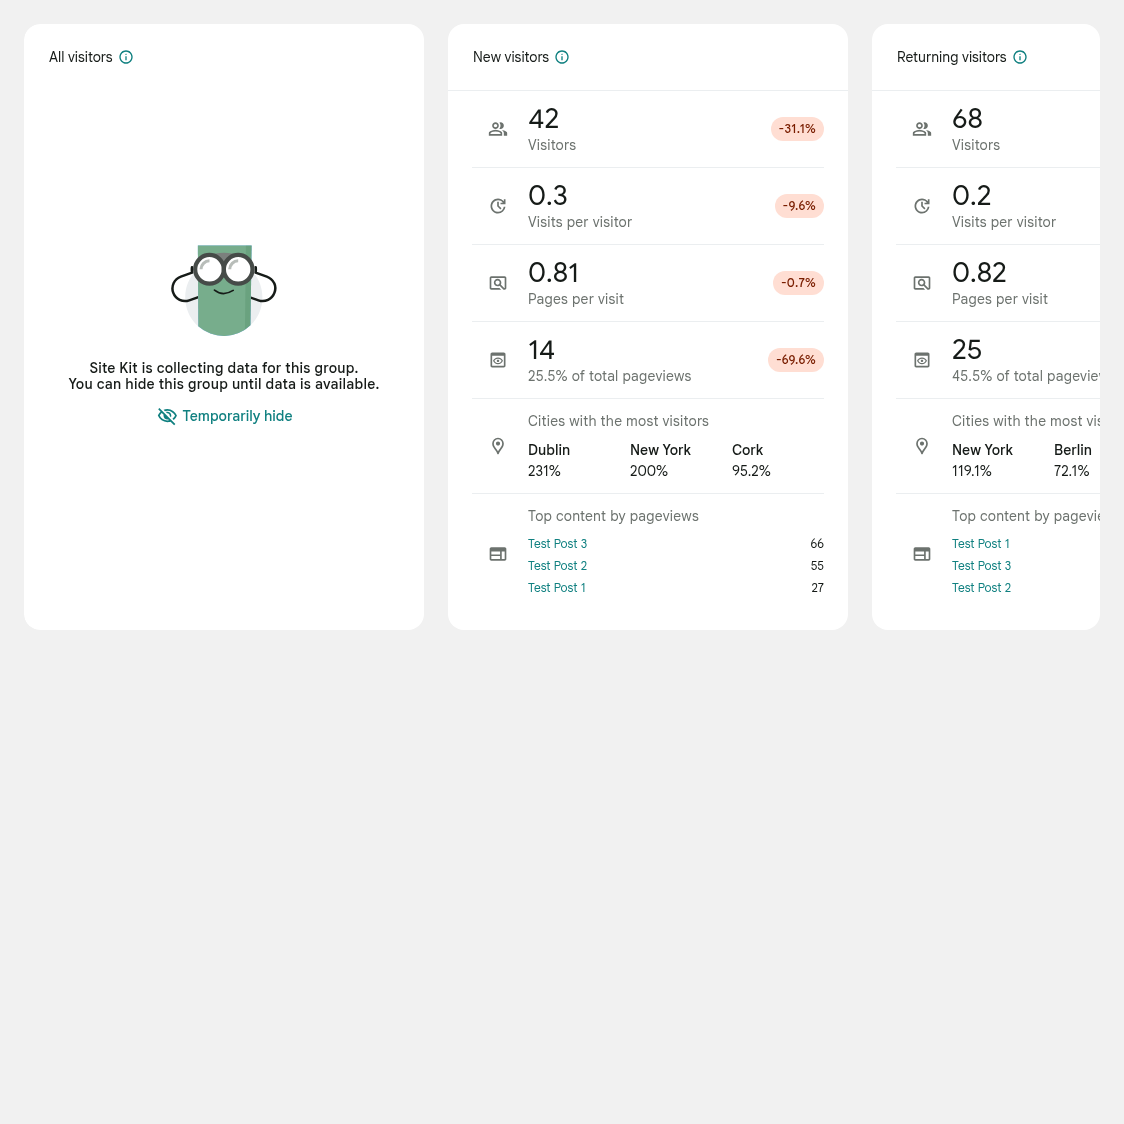 All visitors
Site Kit is collecting data for this group.
You can hide this group until data is available.
Temporarily hide
New visitors
42
Visitors
-31.1%
0.3
Visits per visitor
-9.6%
0.81
Pages per visit
-0.7%
14
25.5% of total pageviews
-69.6%
Cities with the most visitors
Dublin New York Cork
231% 200% 95.2%
Top content by pageviews
Test Post 3 66
Test Post 2 55
Test Post 1 27
Returning visitors
68
Visitors
0.2
Visits per visitor
0.82
Pages per visit
25
45.5% of total
Cities with the most
New York Berlin
119.1% 72.1%
Top content by
Test Post 1
Test Post 3
Test Post 2